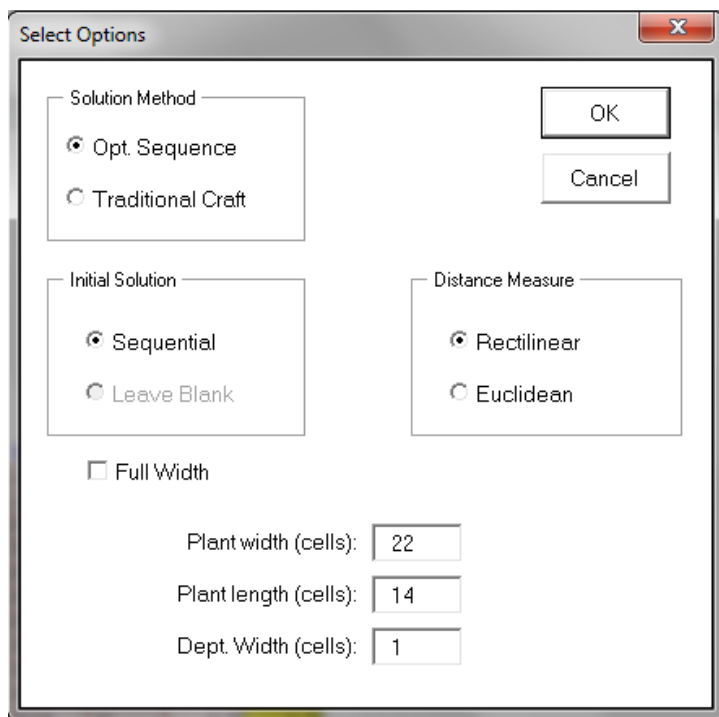 Select Options
x
Solution Method
Opt. Sequence
Traditional Craft
OK
Cancel
Initial Solution
Sequential
Leave Blank
Distance Measure
Rectilinear
Euclidean
Full Width
Plant width (cells): 22
Plant length (cells): 14
Dept. Width (cells): 1